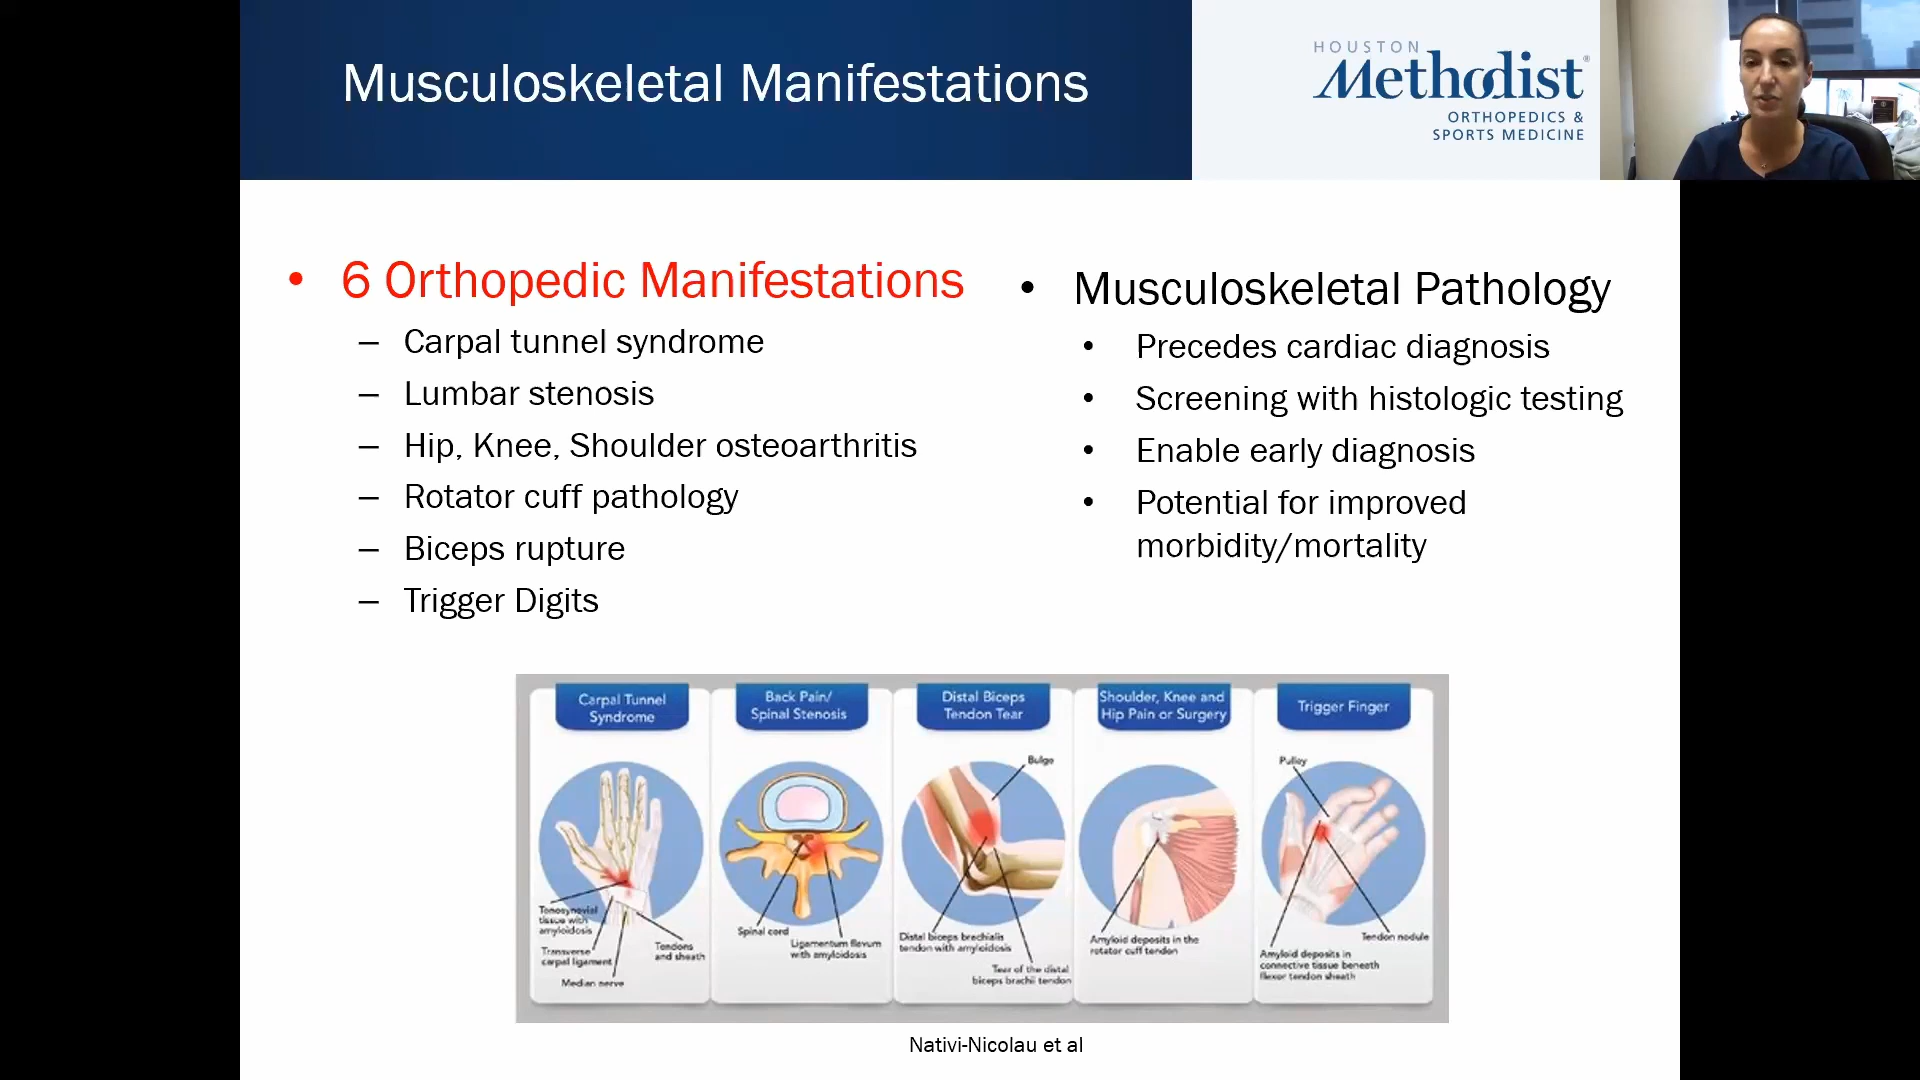 Musculoskeletal Manifestations
HOUSTON
Methodist®
ORTHOPEDICS &
SPORTS MEDICINE
• 6 Orthopedic Manifestations
– Carpal tunnel syndrome
– Lumbar stenosis
– Hip, Knee, Shoulder osteoarthritis
– Rotator cuff pathology
– Biceps rupture
– Trigger Digits
• Musculoskeletal Pathology
• Precedes cardiac diagnosis
• Screening with histologic testing
• Enable early diagnosis
• Potential for improved
morbidity/mortality
Carpal Tunnel
Syndrome
Tenosynovial
tissue with
amyloidosis
Transverse
carpal ligament
Median nerve
Tendons
and sheath
Back Pain/
Spinal Stenosis
Spinal cord
Ligamentum flavum
with amyloidosis
Distal Biceps
Tendon Tear
Bulge
Distal biceps brachialis
tendon with amyloidosis
Tear of the distal
biceps brachii tendon
Shoulder, Knee and
Hip Pain or Surgery
Amyloid deposits in the
rotator cuff tendon
Trigger Finger
Pulley
Tendon nodule
Amyloid deposits in
connective tissue beneath
flexor tendon sheath
Nativi-Nicolau et al